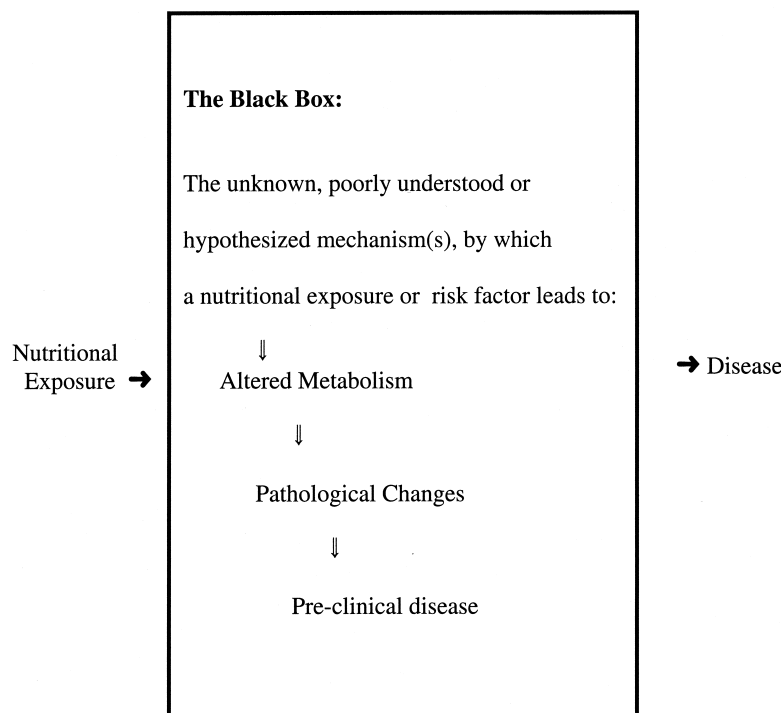 The Black Box:
The unknown, poorly understood or
hypothesized mechanism(s), by which
a nutritional exposure or risk factor leads to:
⇓
Nutritional
Exposure ➔
Altered Metabolism
⇓
Pathological Changes
⇓
Pre-clinical disease
➔ Disease